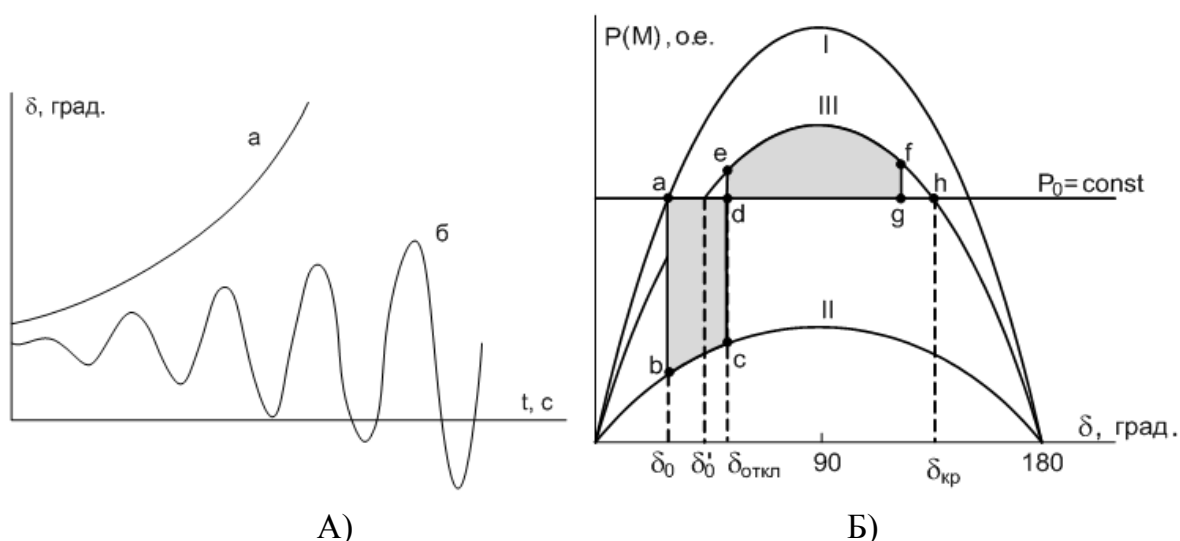 δ, град.
а
б
t, с
А)
P(M), о.е.
I
III
e
f
a
d
g
h
P₀= const
II
b
c
δ, град.
δ₀
δ₀'
δоткл
90
δкр
180
Б)